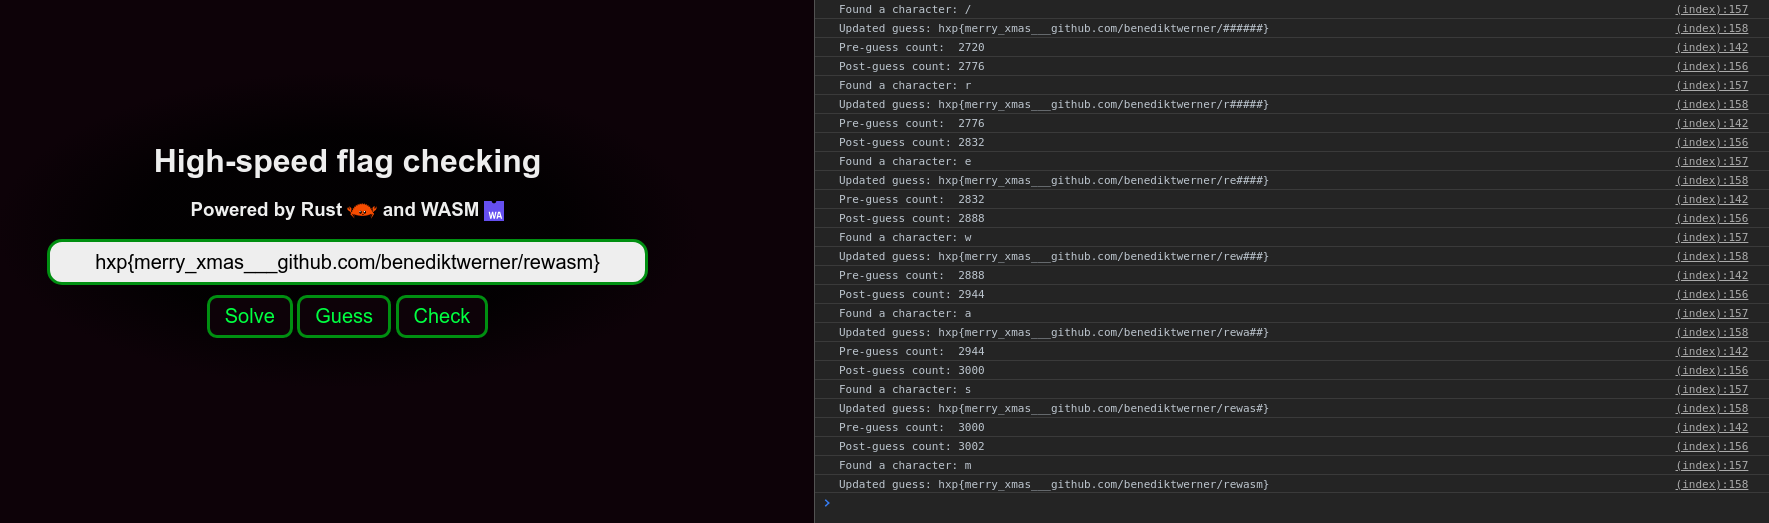 High-speed flag checking
Powered by Rust and WASM WA
hxp{merry_xmas___github.com/benediktwerner/rewasm}
Solve Guess Check
Found a character: / (index):157
Updated guess: hxp{merry_xmas___github.com/benediktwerner/######} (index):158
Pre-guess count:  2720 (index):142
Post-guess count: 2776 (index):156
Found a character: r (index):157
Updated guess: hxp{merry_xmas___github.com/benediktwerner/r#####} (index):158
Pre-guess count:  2776 (index):142
Post-guess count: 2832 (index):156
Found a character: e (index):157
Updated guess: hxp{merry_xmas___github.com/benediktwerner/re####} (index):158
Pre-guess count:  2832 (index):142
Post-guess count: 2888 (index):156
Found a character: w (index):157
Updated guess: hxp{merry_xmas___github.com/benediktwerner/rew###} (index):158
Pre-guess count:  2888 (index):142
Post-guess count: 2944 (index):156
Found a character: a (index):157
Updated guess: hxp{merry_xmas___github.com/benediktwerner/rewa##} (index):158
Pre-guess count:  2944 (index):142
Post-guess count: 3000 (index):156
Found a character: s (index):157
Updated guess: hxp{merry_xmas___github.com/benediktwerner/rewas#} (index):158
Pre-guess count:  3000 (index):142
Post-guess count: 3002 (index):156
Found a character: m (index):157
Updated guess: hxp{merry_xmas___github.com/benediktwerner/rewasm} (index):158